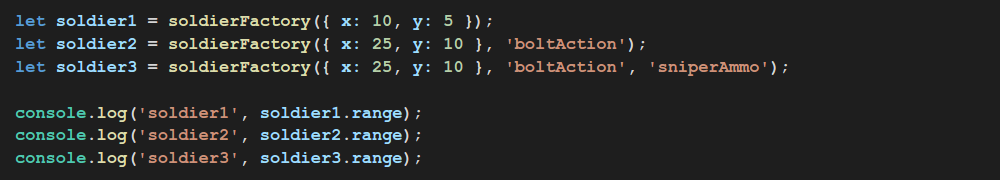 let soldier1 = soldierFactory({ x: 10, y: 5 });
let soldier2 = soldierFactory({ x: 25, y: 10 }, 'boltAction');
let soldier3 = soldierFactory({ x: 25, y: 10 }, 'boltAction', 'sniperAmmo');

console.log('soldier1', soldier1.range);
console.log('soldier2', soldier2.range);
console.log('soldier3', soldier3.range);